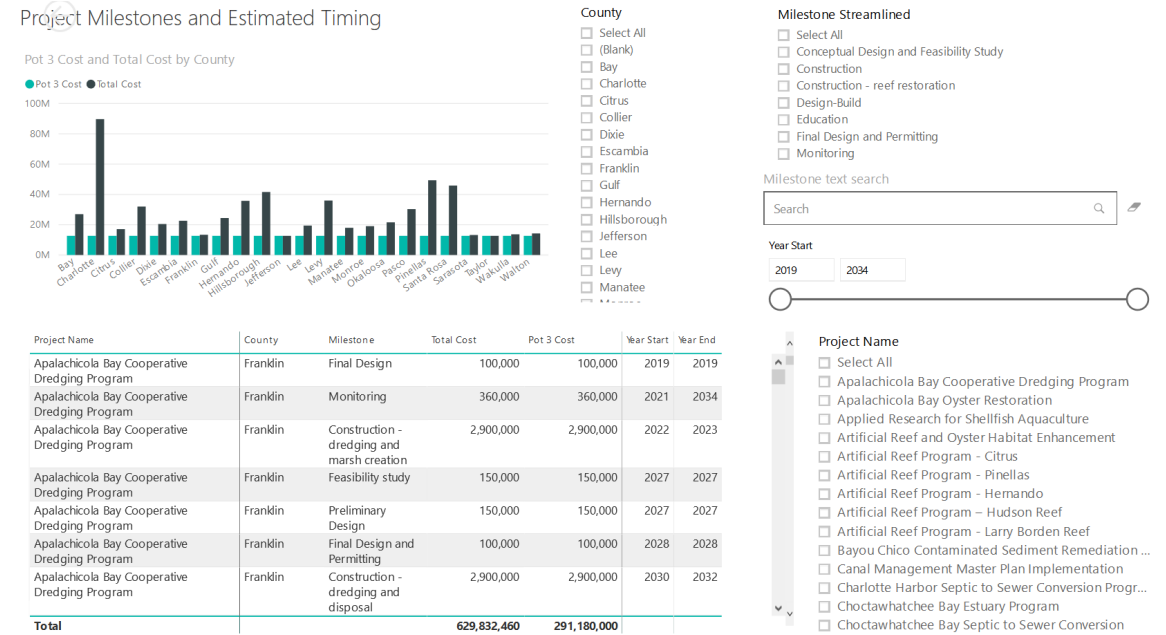 Project Milestones and Estimated Timing
Pot 3 Cost and Total Cost by County
Pot 3 Cost Total Cost
100M
80M
60M
40M
20M
0M
Bay
Charlotte
Citrus
Collier
Dixie
Escambia
Franklin
Gulf
Hernando
Hillsborough
Jefferson
Lee
Levy
Manatee
Monroe
Okaloosa
Pasco
Pinellas
Santa Rosa
Sarasota
Taylor
Wakulla
Walton
County
Select All
(Blank)
Bay
Charlotte
Citrus
Collier
Dixie
Escambia
Franklin
Gulf
Hernando
Hillsborough
Jefferson
Lee
Levy
Manatee
Milestone Streamlined
Select All
Conceptual Design and Feasibility Study
Construction
Construction - reef restoration
Design-Build
Education
Final Design and Permitting
Monitoring
Milestone text search
Search
Year Start
2019 2034
Project Name County Milestone Total Cost Pot 3 Cost Year Start Year End
Apalachicola Bay Cooperative Franklin Final Design 100,000 100,000 2019 2019
Dredging Program
Apalachicola Bay Cooperative Franklin Monitoring 360,000 360,000 2021 2034
Dredging Program
Apalachicola Bay Cooperative Franklin Construction - 2,900,000 2,900,000 2022 2023
Dredging Program dredging and
marsh creation
Apalachicola Bay Cooperative Franklin Feasibility study 150,000 150,000 2027 2027
Dredging Program
Apalachicola Bay Cooperative Franklin Preliminary 150,000 150,000 2027 2027
Dredging Program Design
Apalachicola Bay Cooperative Franklin Final Design and 100,000 100,000 2028 2028
Dredging Program Permitting
Apalachicola Bay Cooperative Franklin Construction - 2,900,000 2,900,000 2030 2032
Dredging Program dredging and
disposal
Total 629,832,460 291,180,000
Project Name
Select All
Apalachicola Bay Cooperative Dredging Program
Apalachicola Bay Oyster Restoration
Applied Research for Shellfish Aquaculture
Artificial Reef and Oyster Habitat Enhancement
Artificial Reef Program - Citrus
Artificial Reef Program - Pinellas
Artificial Reef Program - Hernando
Artificial Reef Program – Hudson Reef
Artificial Reef Program - Larry Borden Reef
Bayou Chico Contaminated Sediment Remediation ...
Canal Management Master Plan Implementation
Charlotte Harbor Septic to Sewer Conversion Progr...
Choctawhatchee Bay Estuary Program
Choctawhatchee Bay Septic to Sewer Conversion